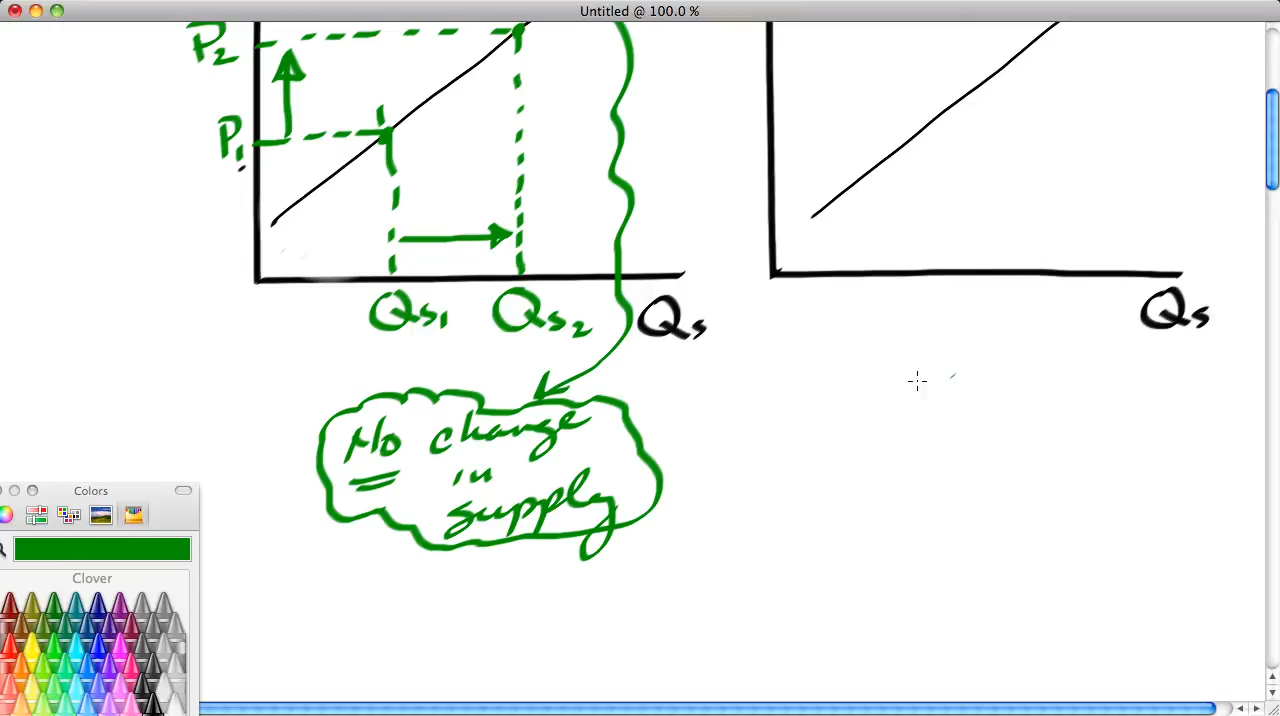 Untitled @ 100.0 %
P2
P1
Qs1 Qs2 Qs
Qs
No change
in
supply
Colors
Clover